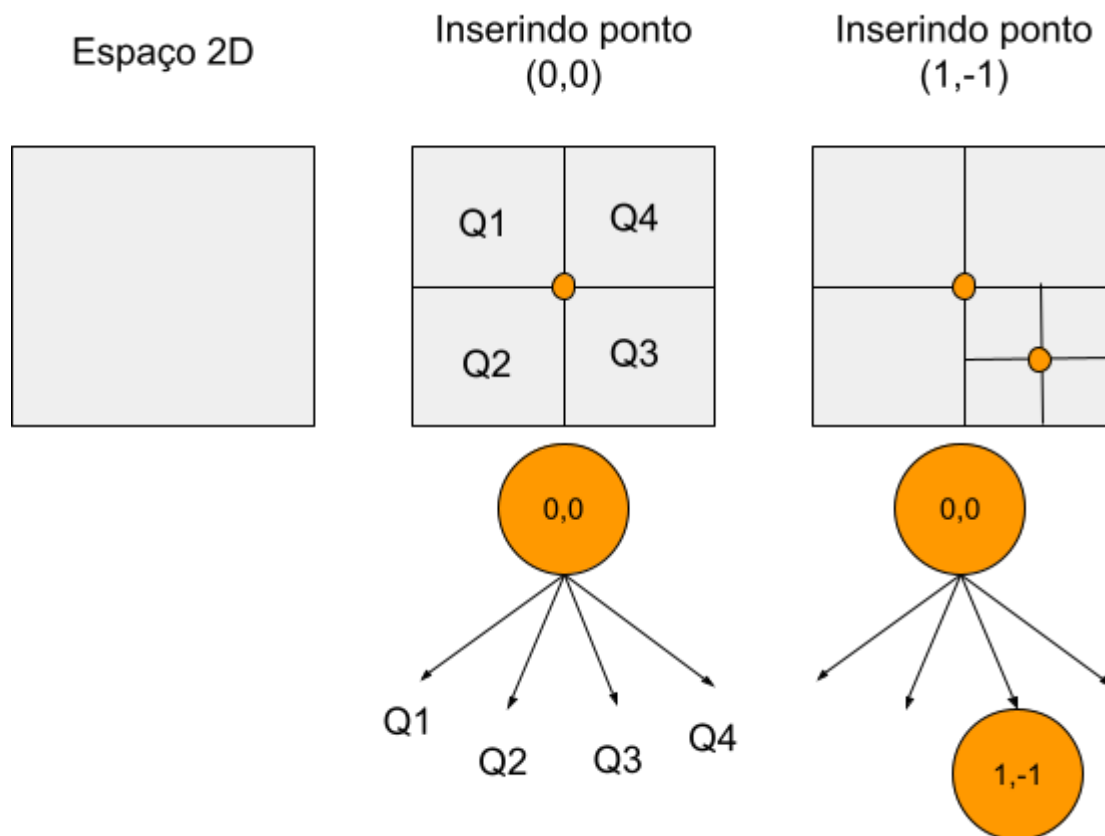 Espaço 2D
Inserindo ponto
(0,0)
Inserindo ponto
(1,-1)
Q1
Q4
Q2
Q3
0,0
0,0
Q1
Q2
Q3
Q4
1,-1